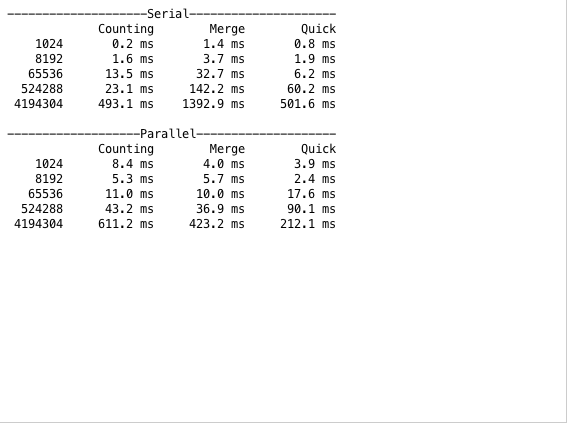 ────────────────────Serial─────────────────────
Counting Merge Quick
1024 0.2 ms 1.4 ms 0.8 ms
8192 1.6 ms 3.7 ms 1.9 ms
65536 13.5 ms 32.7 ms 6.2 ms
524288 23.1 ms 142.2 ms 60.2 ms
4194304 493.1 ms 1392.9 ms 501.6 ms
───────────────────Parallel────────────────────
Counting Merge Quick
1024 8.4 ms 4.0 ms 3.9 ms
8192 5.3 ms 5.7 ms 2.4 ms
65536 11.0 ms 10.0 ms 17.6 ms
524288 43.2 ms 36.9 ms 90.1 ms
4194304 611.2 ms 423.2 ms 212.1 ms